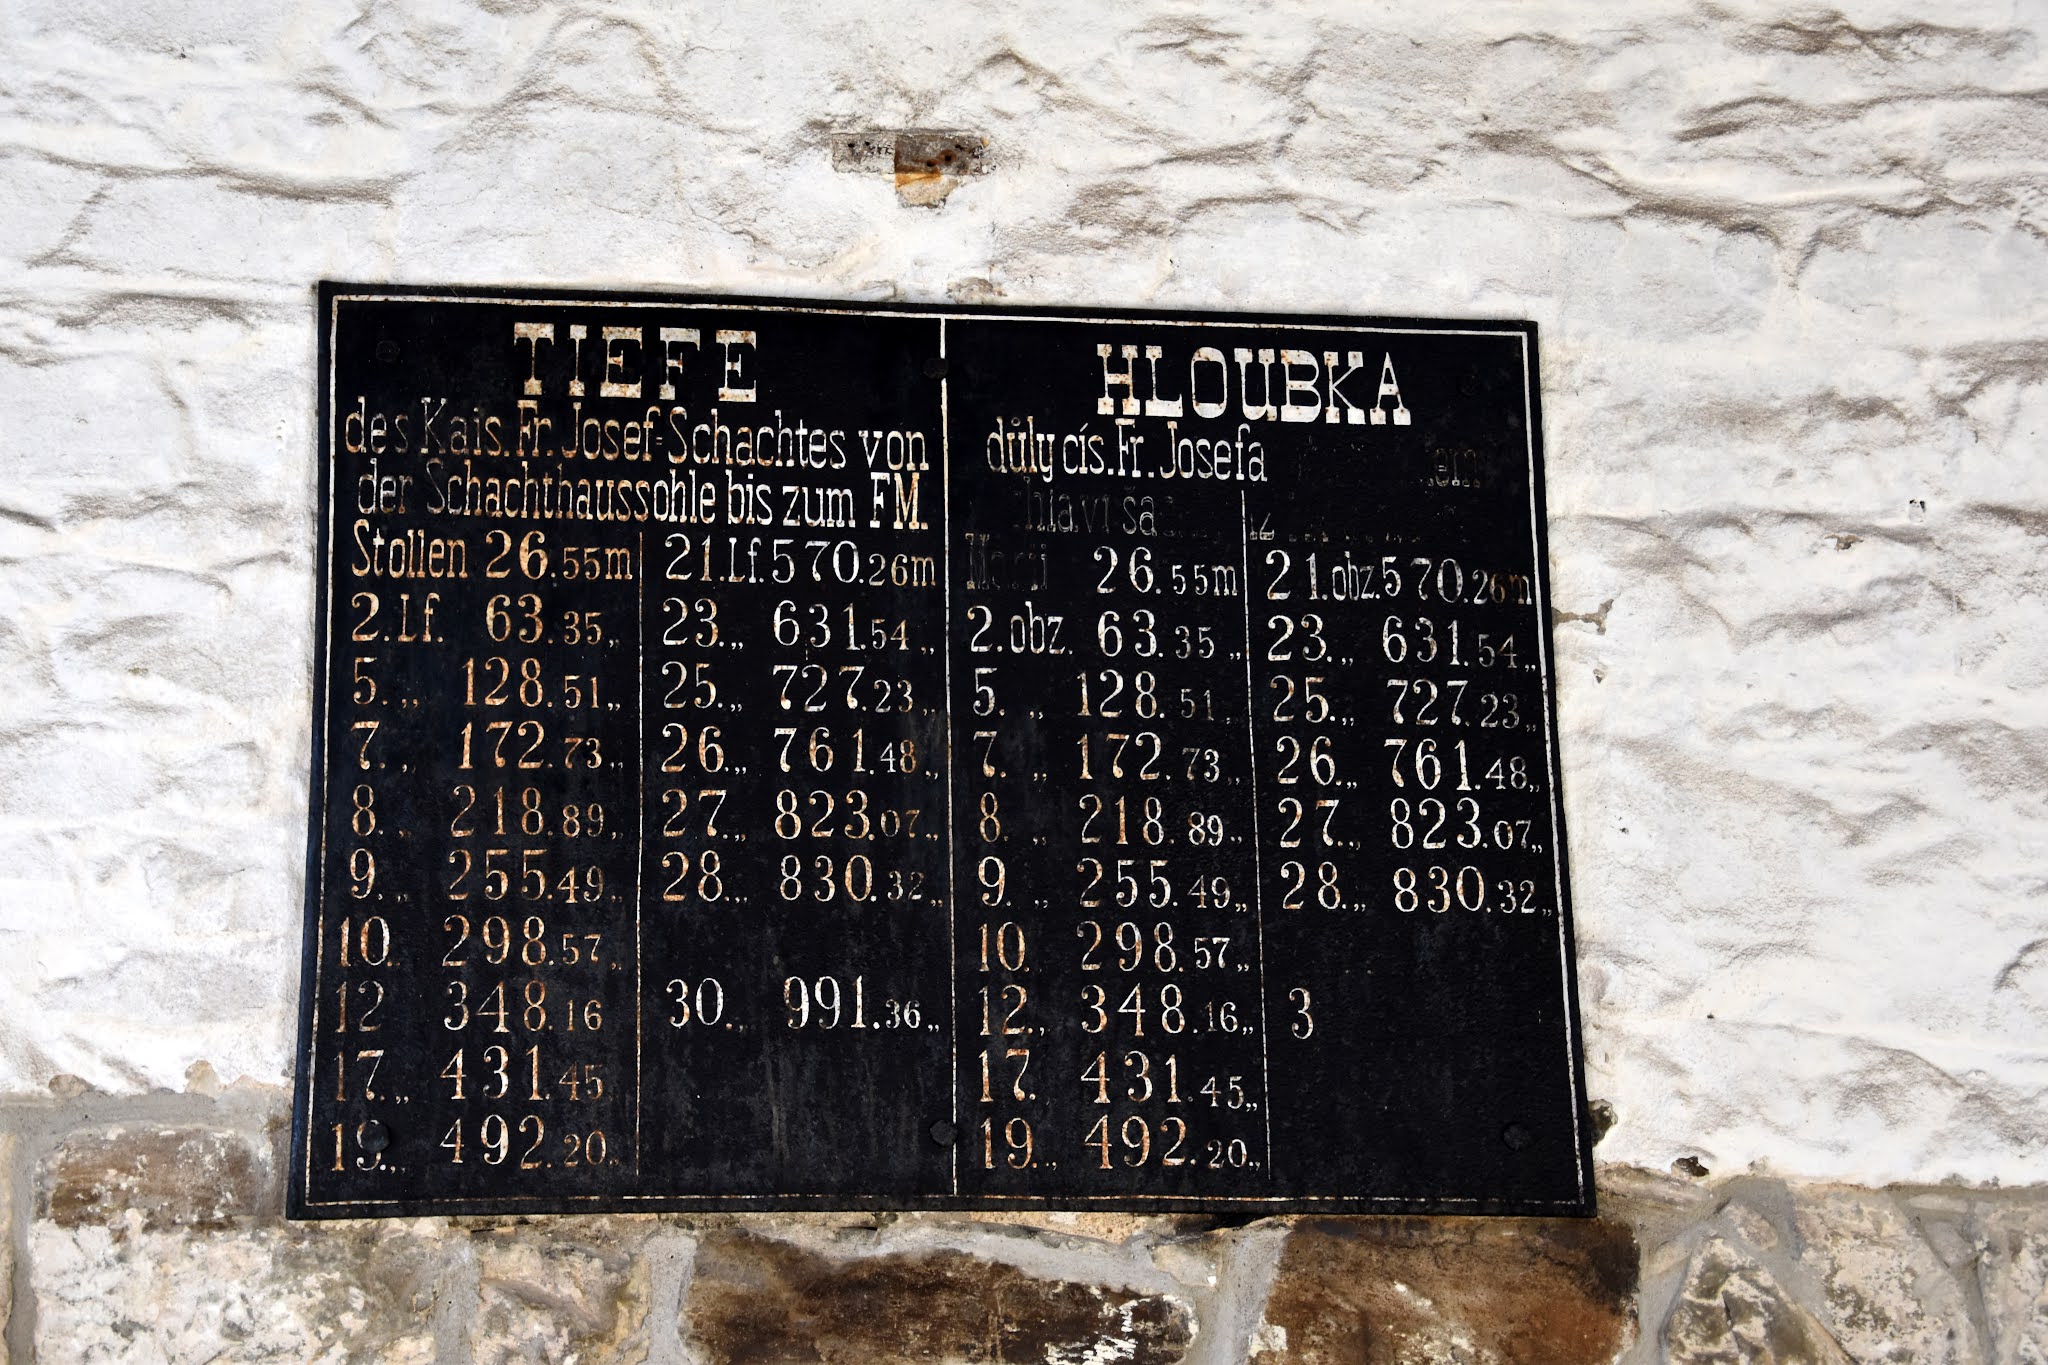 TIEFE
des Kais. Fr. Josef-Schachtes von
der Schachthaussohle bis zum FM.
Stollen 26.55m
2. Lf. 63.35„
5. „ 128.51„
7. „ 172.73„
8. „ 218.89„
9. „ 255.49„
10. 298.57„
12 348.16
17. „ 431.45
19. „ 492.20„
21. Lf. 570.26m
23. „ 631.54„
25. „ 727.23„
26. „ 761.48„
27. „ 823.07„
28. „ 830.32„
30. „ 991.36„
HLOUBKA
důly cís. Fr. Josefa
26.55m
2. obz. 63.35„
5. „ 128.51„
7. „ 172.73„
8. „ 218.89„
9. „ 255.49„
10. 298.57„
12. „ 348.16„
17. 431.45„
19. „ 492.20„
21. obz. 570.26m
23. „ 631.54„
25. „ 727.23„
26. „ 761.48„
27. „ 823.07„
28. „ 830.32„
3